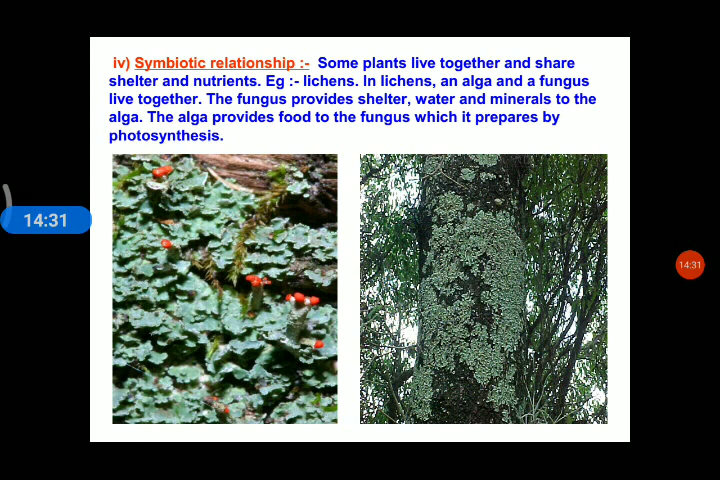 iv) Symbiotic relationship :- Some plants live together and share
shelter and nutrients. Eg :- lichens. In lichens, an alga and a fungus
live together. The fungus provides shelter, water and minerals to the
alga. The alga provides food to the fungus which it prepares by
photosynthesis.
14:31
14:31